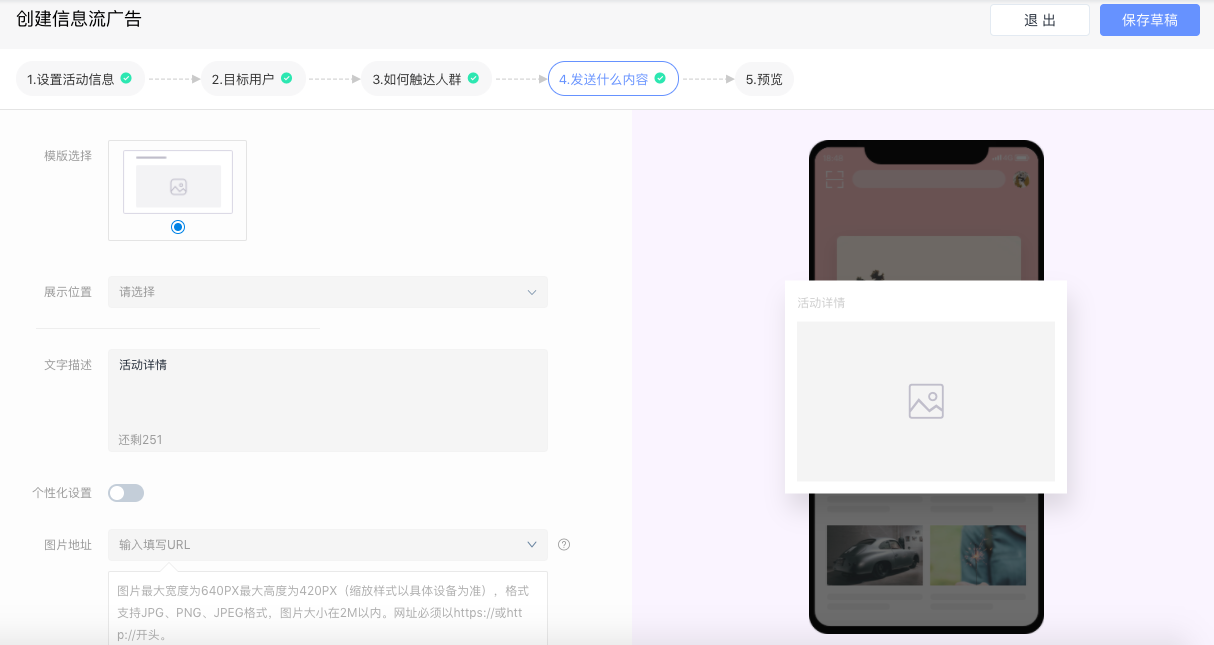 创建信息流广告
退 出
保存草稿
1.设置活动信息
2.目标用户
3.如何触达人群
4.发送什么内容
5.预览
模版选择
展示位置
请选择
文字描述
活动详情
还剩251
个性化设置
图片地址
输入填写URL
图片最大宽度为640PX最大高度为420PX（缩放样式以具体设备为准），格式
支持JPG、PNG、JPEG格式，图片大小在2M以内。网址必须以https://或htt
p://开头。
活动详情